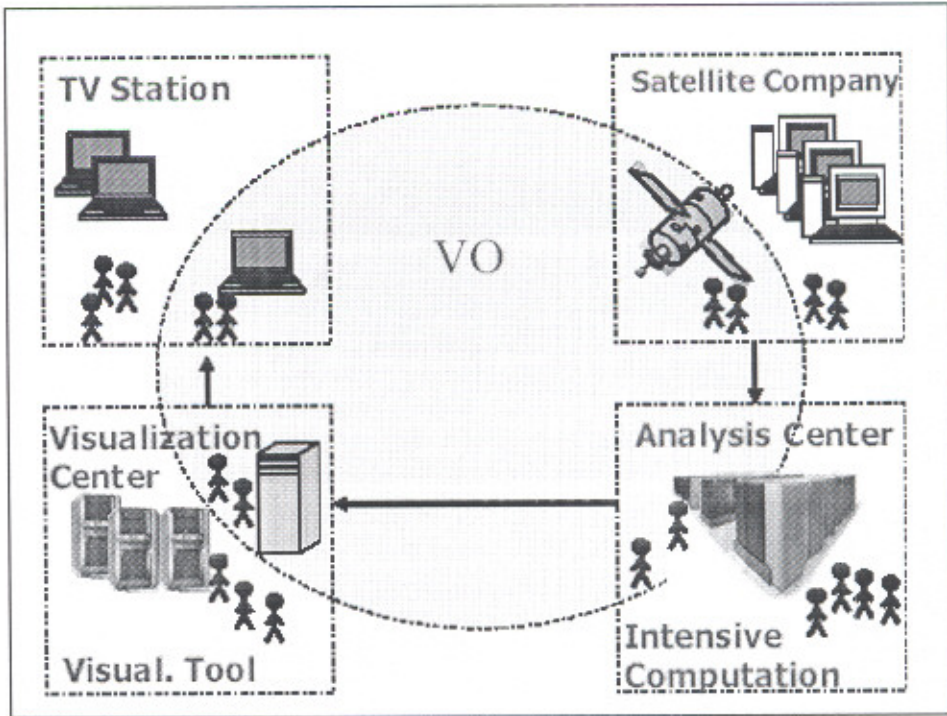 TV Station
Satellite Company
VO
Visualization
Center
Analysis Center
Visual. Tool
Intensive
Computation